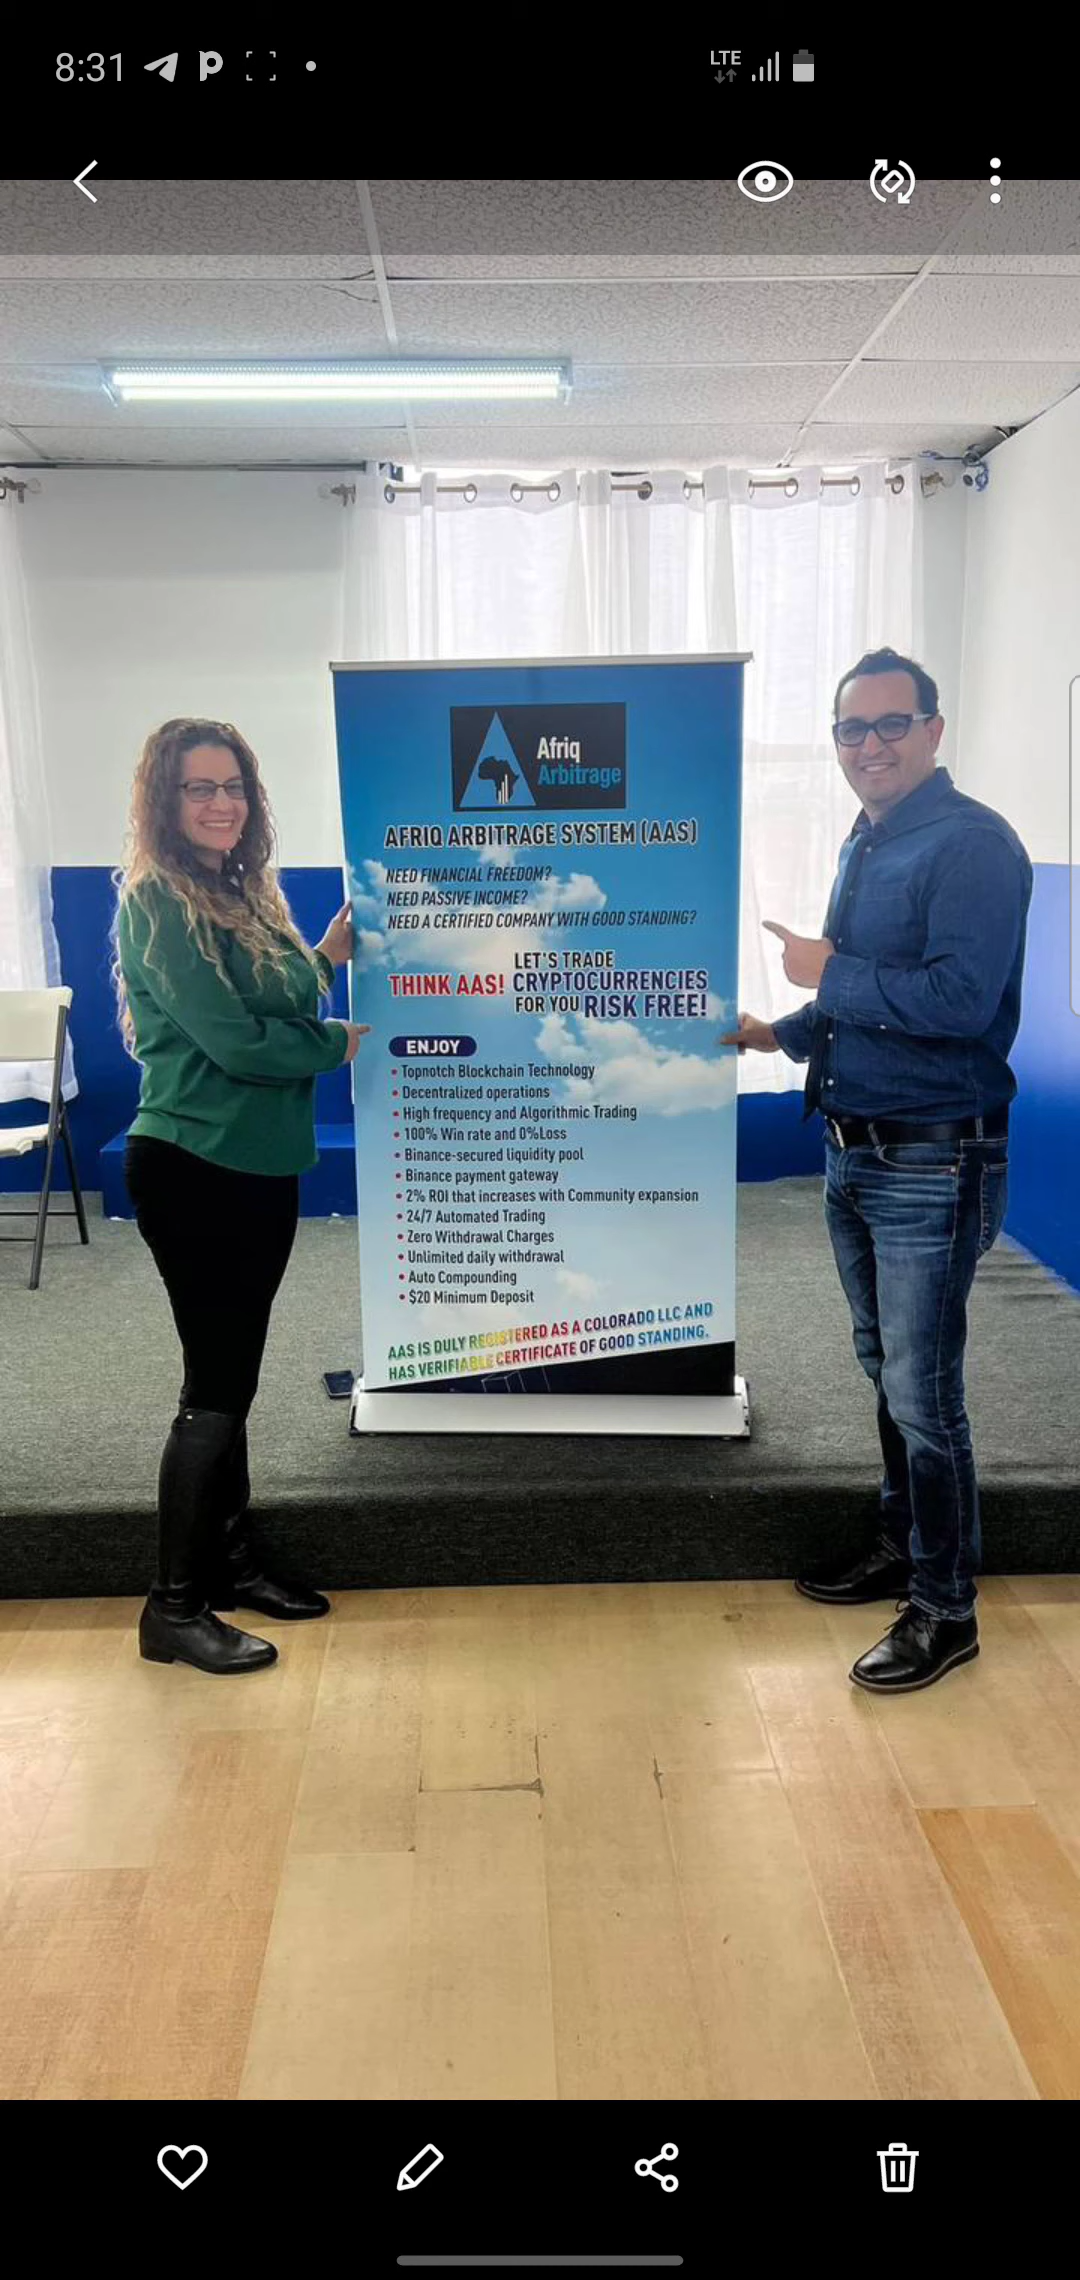 8:31
LTE
Afriq
Arbitrage
AFRIQ ARBITRAGE SYSTEM (AAS)
NEED FINANCIAL FREEDOM?
NEED PASSIVE INCOME?
NEED A CERTIFIED COMPANY WITH GOOD STANDING?
THINK AAS! LET'S TRADE
CRYPTOCURRENCIES
FOR YOU RISK FREE!
ENJOY
• Topnotch Blockchain Technology
• Decentralized operations
• High frequency and Algorithmic Trading
• 100% Win rate and 0%Loss
• Binance-secured liquidity pool
• Binance payment gateway
• 2% ROI that increases with Community expansion
• 24/7 Automated Trading
• Zero Withdrawal Charges
• Unlimited daily withdrawal
• Auto Compounding
• $20 Minimum Deposit
AAS IS DULY REGISTERED AS A COLORADO LLC AND
HAS VERIFIABLE CERTIFICATE OF GOOD STANDING.